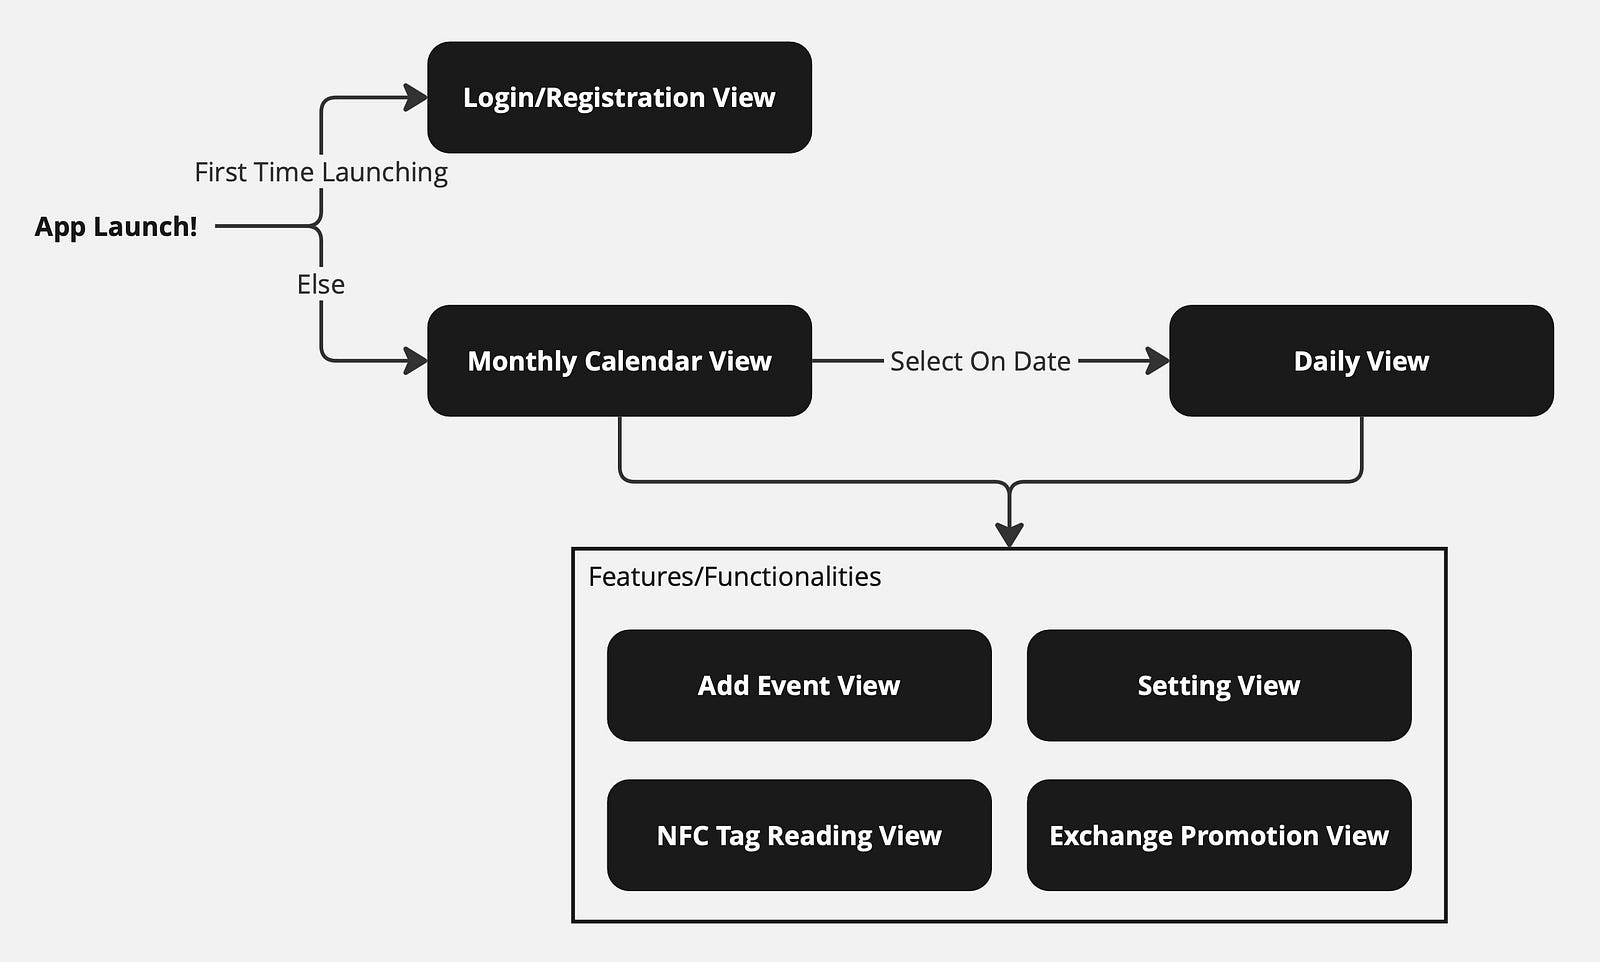 Login/Registration View
First Time Launching
App Launch!
Else
Monthly Calendar View
Select On Date
Daily View
Features/Functionalities
Add Event View
Setting View
NFC Tag Reading View
Exchange Promotion View